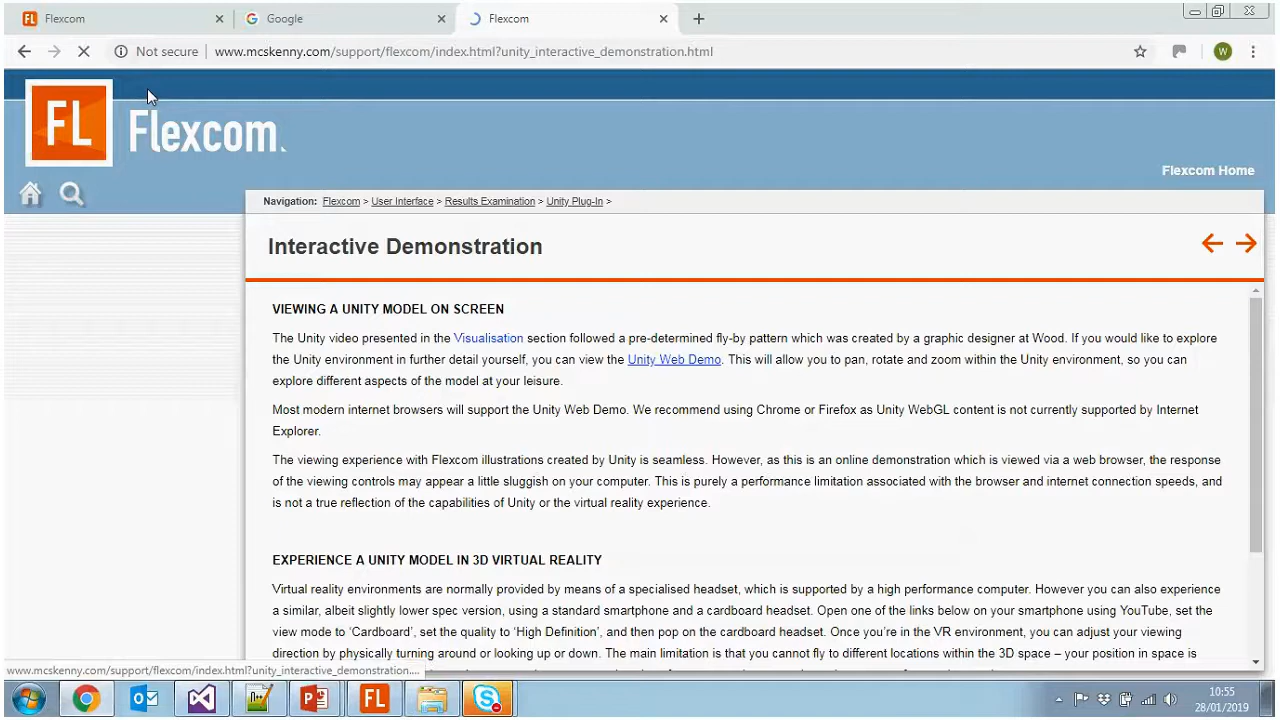 Flexcom
Google
Flexcom
Not secure
www.mcskenny.com/support/flexcom/index.html?unity_interactive_demonstration.html
W
FL
Flexcom
Flexcom Home
Navigation: Flexcom > User Interface > Results Examination > Unity Plug-In >
Interactive Demonstration
VIEWING A UNITY MODEL ON SCREEN
The Unity video presented in the Visualisation section followed a pre-determined fly-by pattern which was created by a graphic designer at Wood. If you would like to explore
the Unity environment in further detail yourself, you can view the Unity Web Demo. This will allow you to pan, rotate and zoom within the Unity environment, so you can
explore different aspects of the model at your leisure.
Most modern internet browsers will support the Unity Web Demo. We recommend using Chrome or Firefox as Unity WebGL content is not currently supported by Internet
Explorer.
The viewing experience with Flexcom illustrations created by Unity is seamless. However, as this is an online demonstration which is viewed via a web browser, the response
of the viewing controls may appear a little sluggish on your computer. This is purely a performance limitation associated with the browser and internet connection speeds, and
is not a true reflection of the capabilities of Unity or the virtual reality experience.
EXPERIENCE A UNITY MODEL IN 3D VIRTUAL REALITY
Virtual reality environments are normally provided by means of a specialised headset, which is supported by a high performance computer. However you can also experience
a similar, albeit slightly lower spec version, using a standard smartphone and a cardboard headset. Open one of the links below on your smartphone using YouTube, set the
view mode to 'Cardboard', set the quality to 'High Definition', and then pop on the cardboard headset. Once you're in the VR environment, you can adjust your viewing
direction by physically turning around or looking up or down. The main limitation is that you cannot fly to different locations within the 3D space – your position in space is
www.mcskenny.com/support/flexcom/index.html?unity_interactive_demonstration....
FL
10:55
28/01/2019